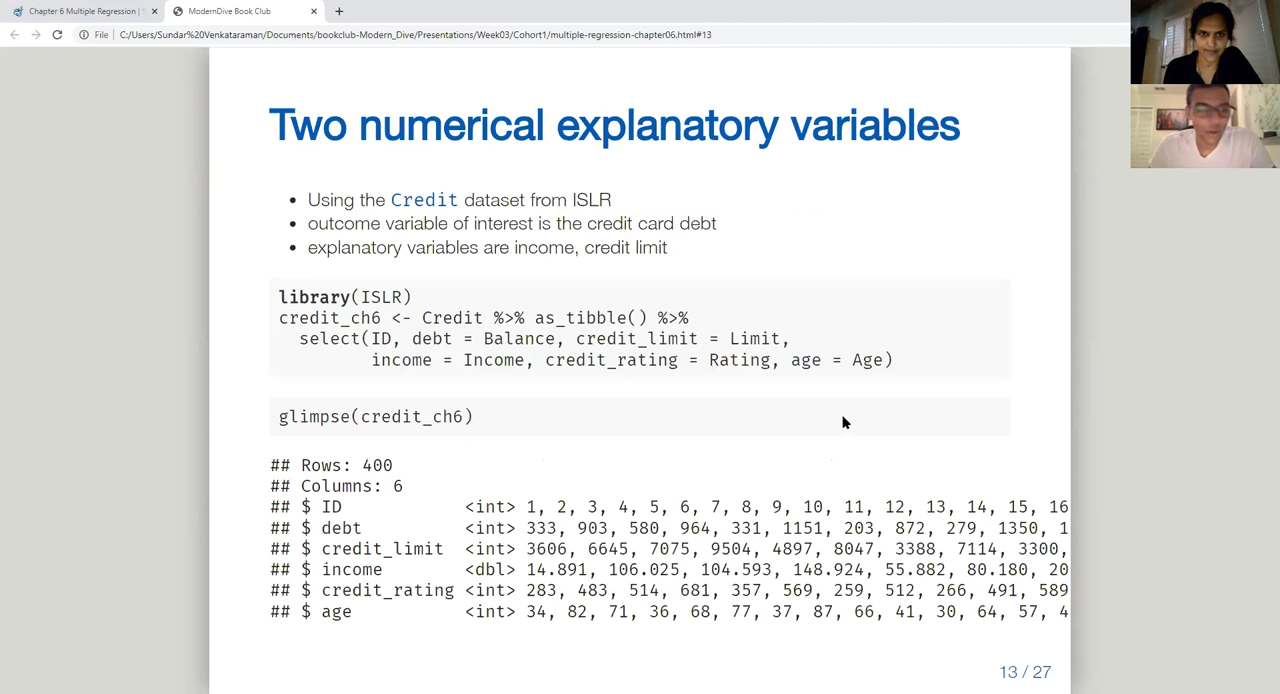 Chapter 6 Multiple Regression | S
ModernDive Book Club
File
C:/Users/Sundar%20Venkataraman/Documents/bookclub-Modern_Dive/Presentations/Week03/Cohort1/multiple-regression-chapter06.html#13
Two numerical explanatory variables
• Using the Credit dataset from ISLR
• outcome variable of interest is the credit card debt
• explanatory variables are income, credit limit
library(ISLR)
credit_ch6 <- Credit %>% as_tibble() %>%
select(ID, debt = Balance, credit_limit = Limit,
income = Income, credit_rating = Rating, age = Age)
glimpse(credit_ch6)
## Rows: 400
## Columns: 6
## $ ID <int> 1, 2, 3, 4, 5, 6, 7, 8, 9, 10, 11, 12, 13, 14, 15, 16
## $ debt <int> 333, 903, 580, 964, 331, 1151, 203, 872, 279, 1350, 1
## $ credit_limit <int> 3606, 6645, 7075, 9504, 4897, 8047, 3388, 7114, 3300,
## $ income <dbl> 14.891, 106.025, 104.593, 148.924, 55.882, 80.180, 20
## $ credit_rating <int> 283, 483, 514, 681, 357, 569, 259, 512, 266, 491, 589
## $ age <int> 34, 82, 71, 36, 68, 77, 37, 87, 66, 41, 30, 64, 57, 4
13 / 27